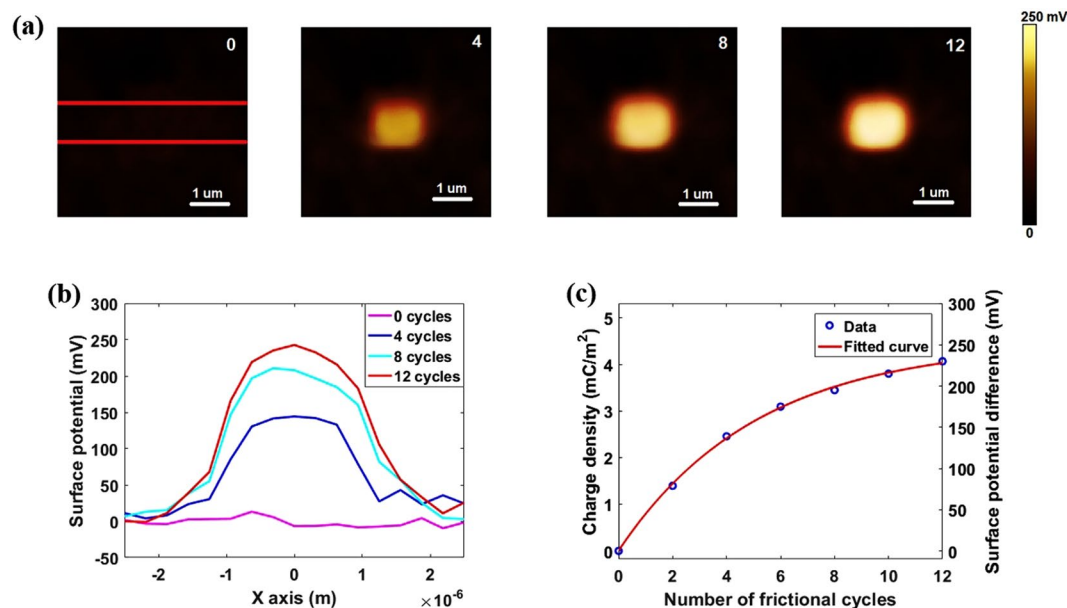 (a)
0
1 um
4
1 um
8
1 um
12
1 um
250 mV
0
(b)
300
250
200
150
100
50
0
-50
Surface potential (mV)
0 cycles
4 cycles
8 cycles
12 cycles
-2
-1
0
1
2
×10⁻⁶
X axis (m)
(c)
5
4
3
2
1
0
Charge density (mC/m²)
Data
Fitted curve
300
250
200
150
100
50
0
Surface potential difference (mV)
0
2
4
6
8
10
12
Number of frictional cycles